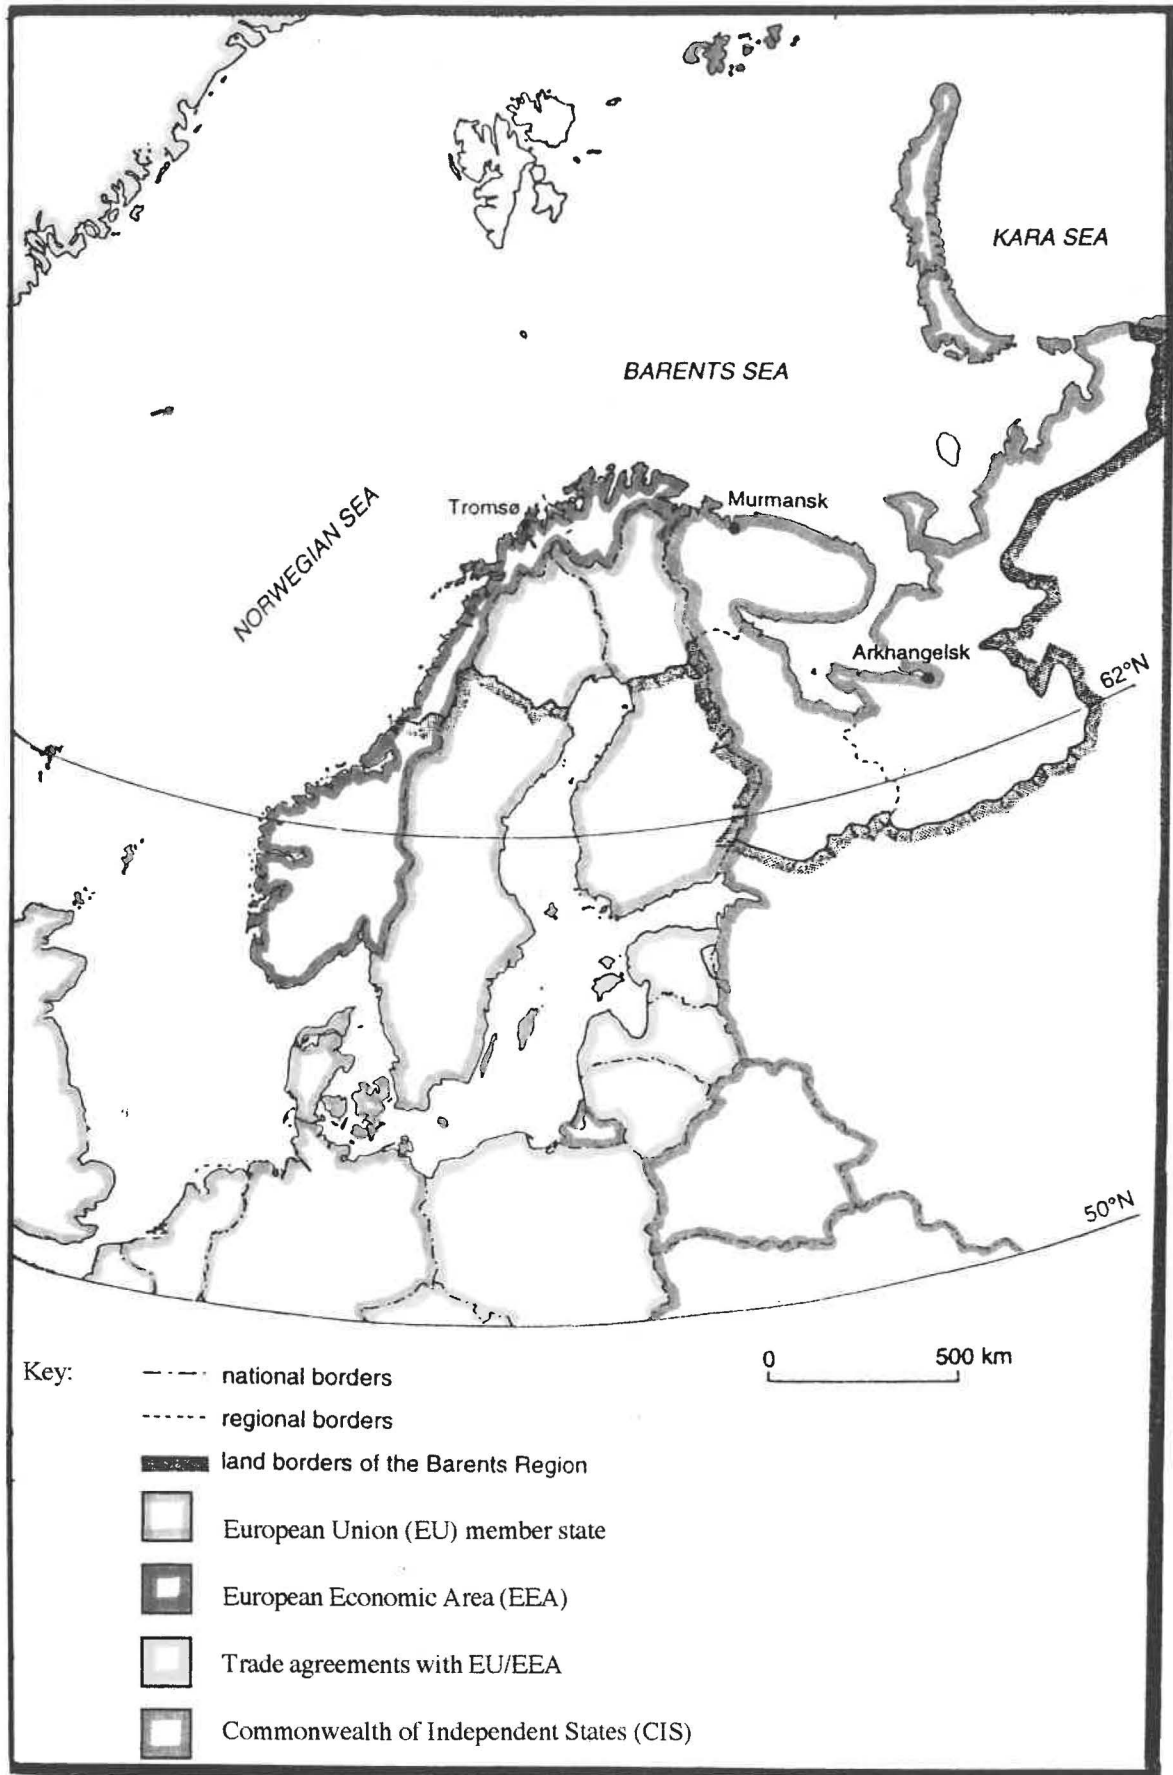 KARA SEA
BARENTS SEA
NORWEGIAN SEA
Tromsø
Murmansk
Arkhangelsk
62°N
50°N
Key:
national borders
0 500 km
regional borders
land borders of the Barents Region
European Union (EU) member state
European Economic Area (EEA)
Trade agreements with EU/EEA
Commonwealth of Independent States (CIS)